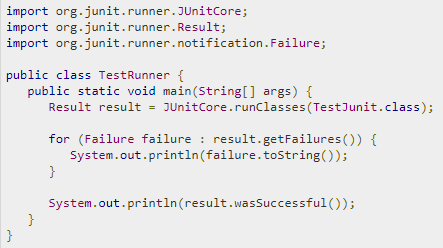 import org.junit.runner.JUnitCore;
import org.junit.runner.Result;
import org.junit.runner.notification.Failure;

public class TestRunner {
   public static void main(String[] args) {
      Result result = JUnitCore.runClasses(TestJunit.class);

      for (Failure failure : result.getFailures()) {
         System.out.println(failure.toString());
      }

      System.out.println(result.wasSuccessful());
   }
}